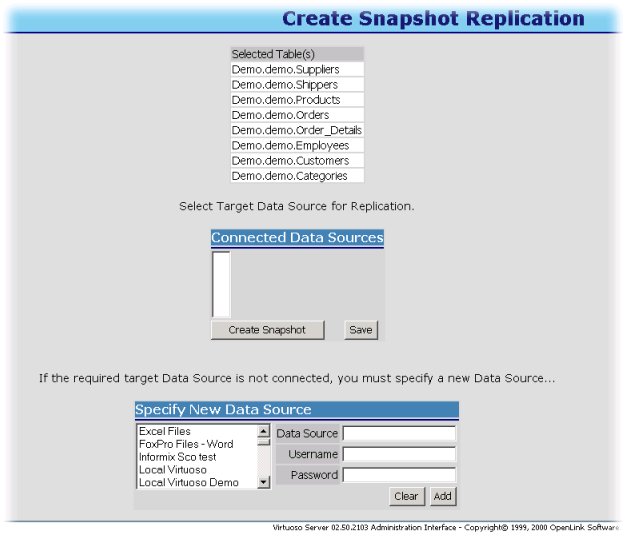 Create Snapshot Replication
Selected Table(s)
Demo.demo.Suppliers
Demo.demo.Shippers
Demo.demo.Products
Demo.demo.Orders
Demo.demo.Order_Details
Demo.demo.Employees
Demo.demo.Customers
Demo.demo.Categories
Select Target Data Source for Replication.
Connected Data Sources
Create Snapshot Save
If the required target Data Source is not connected, you must specify a new Data Source...
Specify New Data Source
Excel Files
FoxPro Files - Word
Informix Sco test
Local Virtuoso
Local Virtuoso Demo
Data Source
Username
Password
Clear Add
Virtuoso Server 02.50.2103 Administration Interface - Copyright© 1999, 2000 OpenLink Software